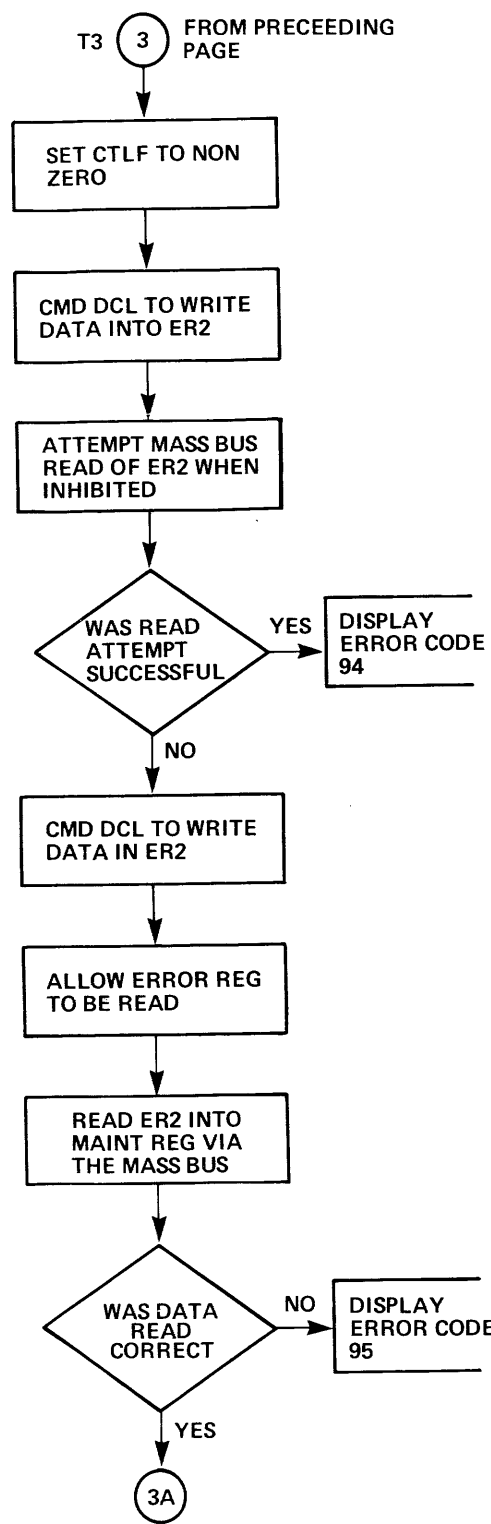 T3 3 FROM PRECEEDING
PAGE
SET CTLF TO NON
ZERO
CMD DCL TO WRITE
DATA INTO ER2
ATTEMPT MASS BUS
READ OF ER2 WHEN
INHIBITED
WAS READ
ATTEMPT
SUCCESSFUL
YES
DISPLAY
ERROR CODE
94
NO
CMD DCL TO WRITE
DATA IN ER2
ALLOW ERROR REG
TO BE READ
READ ER2 INTO
MAINT REG VIA
THE MASS BUS
WAS DATA
READ
CORRECT
NO
DISPLAY
ERROR CODE
95
YES
3A